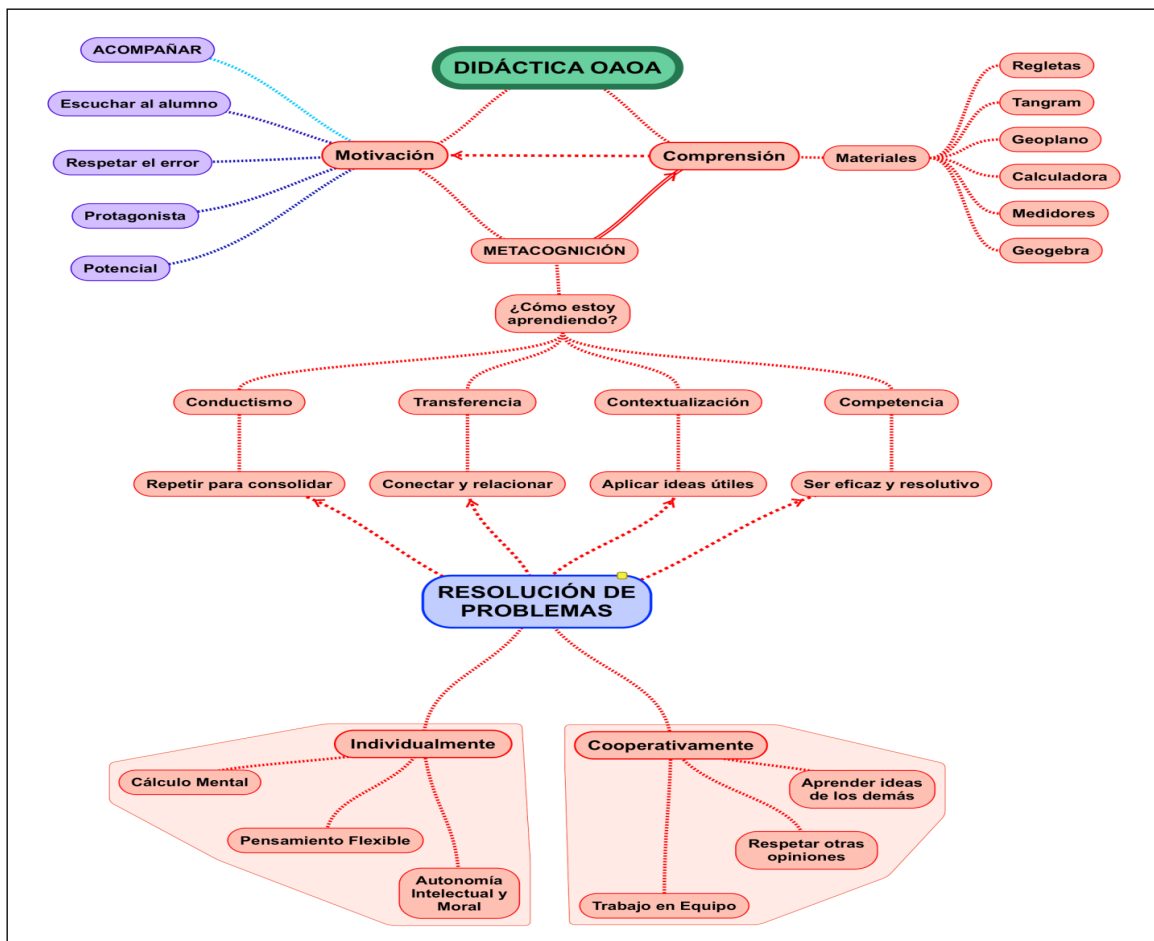 DIDÁCTICA OAOA
ACOMPAÑAR
Escuchar al alumno
Respetar el error
Protagonista
Potencial
Motivación
Comprensión
Materiales
Regletas
Tangram
Geoplano
Calculadora
Medidores
Geogebra
METACOGNICIÓN
¿Cómo estoy
aprendiendo?
Conductismo
Transferencia
Contextualización
Competencia
Repetir para consolidar
Conectar y relacionar
Aplicar ideas útiles
Ser eficaz y resolutivo
RESOLUCIÓN DE
PROBLEMAS
Individualmente
Cálculo Mental
Pensamiento Flexible
Autonomía
Intelectual y
Moral
Cooperativamente
Aprender ideas
de los demás
Respetar otras
opiniones
Trabajo en Equipo